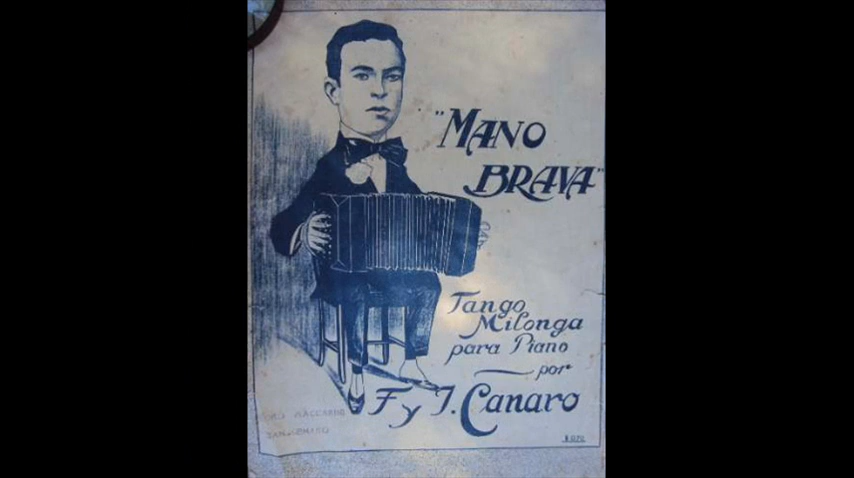 "MANO
BRAVA"
Tango
Milonga
para Piano
por
F y J. Canaro